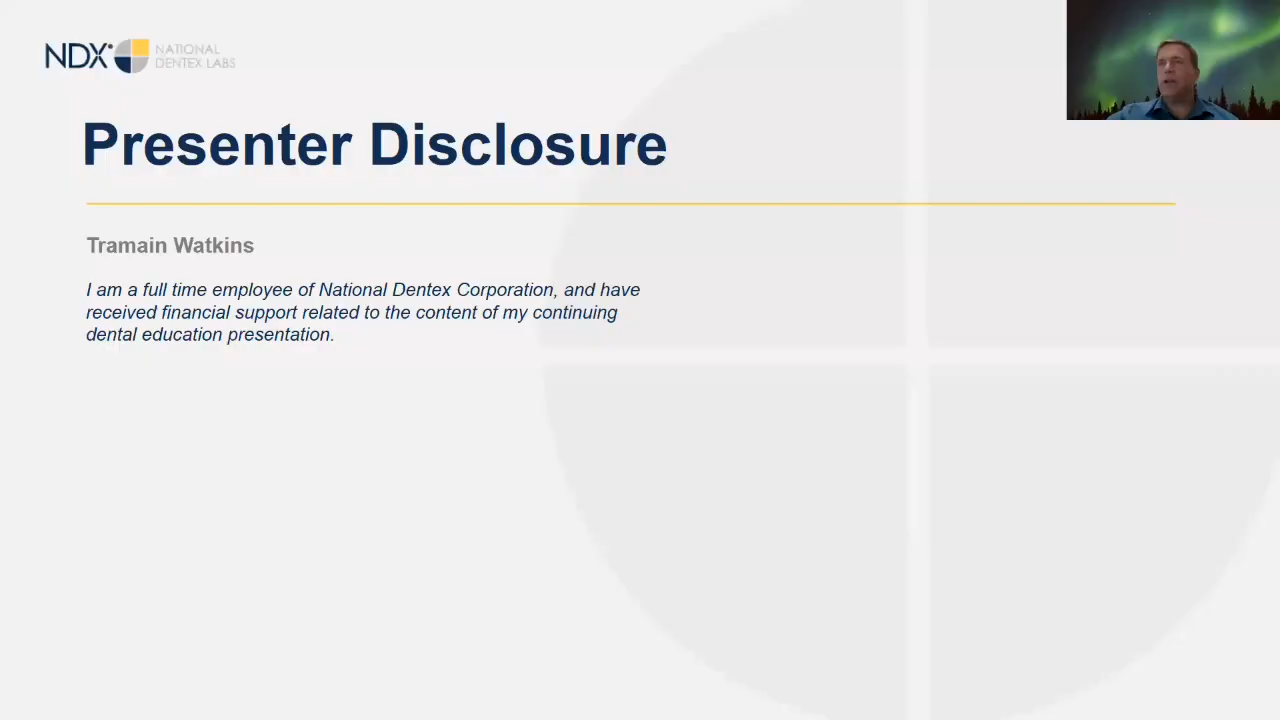 NDX NATIONAL
DENTEX LABS
Presenter Disclosure
Tramain Watkins
I am a full time employee of National Dentex Corporation, and have
received financial support related to the content of my continuing
dental education presentation.